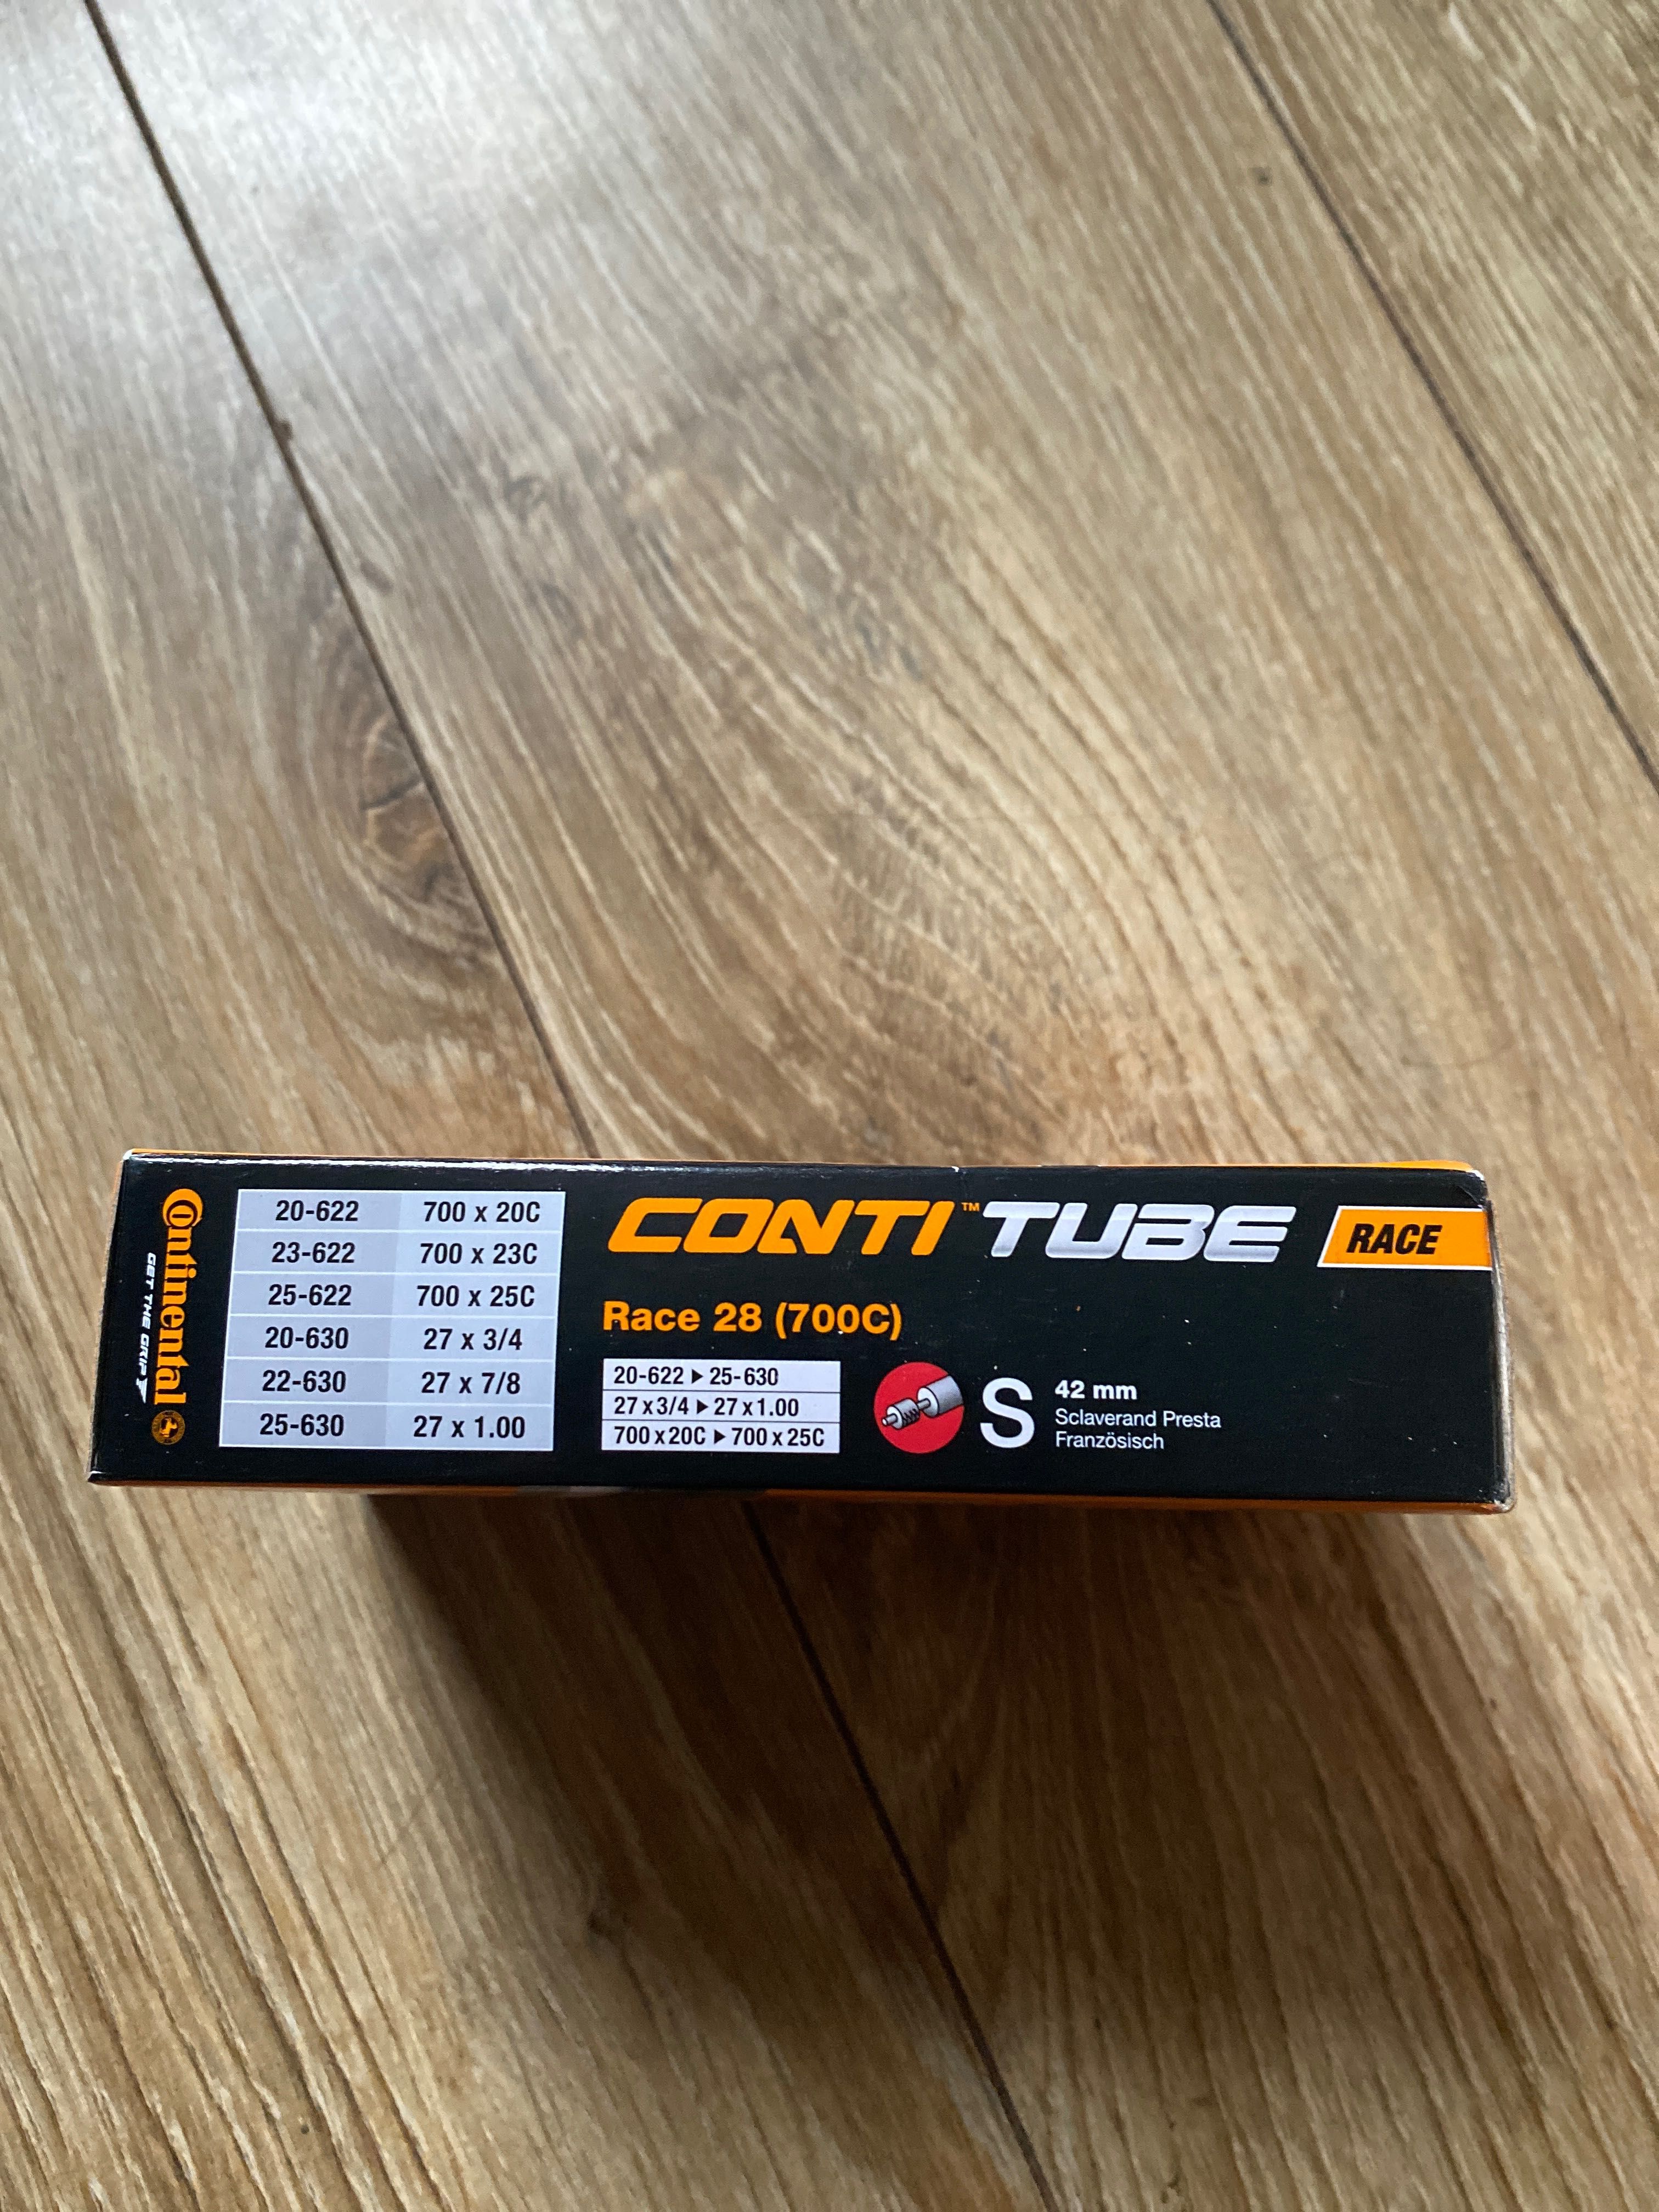 Continental
GET THE GRIP
20-622 700 x 20C
23-622 700 x 23C
25-622 700 x 25C
20-630 27 x 3/4
22-630 27 x 7/8
25-630 27 x 1.00
CONTI™ TUBE
RACE
Race 28 (700C)
20-622 ▶ 25-630
27 x 3/4 ▶ 27 x 1.00
700 x 20C ▶ 700 x 25C
S
42 mm
Sclaverand Presta
Französisch